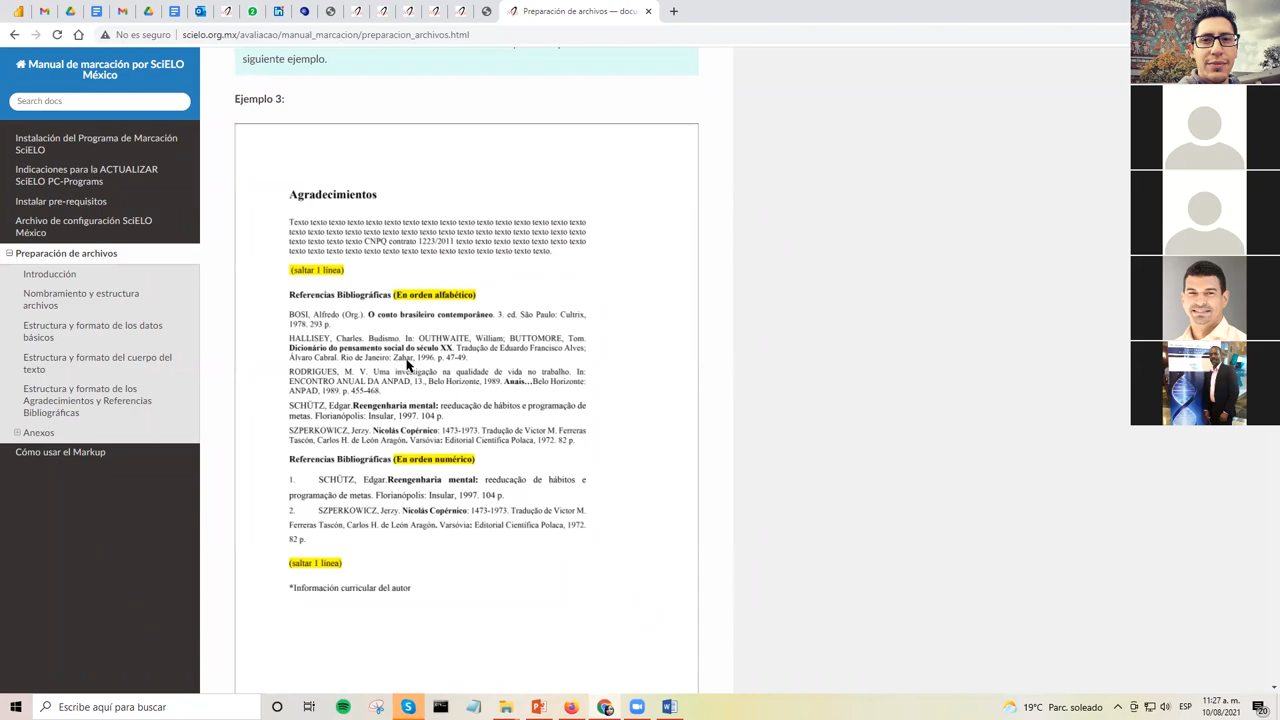 Preparación de archivos — docu
No es seguro | scielo.org.mx/avaliacao/manual_marcacion/preparacion_archivos.html
Manual de marcación por SciELO
México
Search docs
Instalación del Programa de Marcación
SciELO
Indicaciones para la ACTUALIZAR
SciELO PC-Programs
Instalar pre-requisitos
Archivo de configuración SciELO
México
Preparación de archivos
Introducción
Nombramiento y estructura
archivos
Estructura y formato de los datos
básicos
Estructura y formato del cuerpo del
texto
Estructura y formato de los
Agradecimientos y Referencias
Bibliográficas
Anexos
Como usar el Markup
siguiente ejemplo.
Ejemplo 3:
Agradecimientos
Texto texto texto texto texto texto texto texto texto texto texto texto texto texto texto texto
texto texto texto texto texto texto texto texto texto texto texto texto texto texto texto texto
texto texto texto texto CNPQ contrato 1223/2011 texto texto texto texto texto texto texto
texto texto texto texto texto texto texto texto texto texto texto texto texto texto.
(saltar 1 línea)
Referencias Bibliográficas (En orden alfabético)
BOSI, Alfredo (Org.). O conto brasileiro contemporâneo. 3. ed. São Paulo: Cultrix,
1978. 293 p.
HALLISEY, Charles. Budismo. In: OUTHWAITE, William; BUTTOMORE, Tom.
Dicionário do pensamento social do século XX. Tradução de Eduardo Francisco Alves;
Álvaro Cabral. Rio de Janeiro: Zahar, 1996. p. 47-49.
RODRIGUES, M. V. Uma investigação na qualidade de vida no trabalho. In:
ENCONTRO ANUAL DA ANPAD, 13., Belo Horizonte, 1989. Anais…Belo Horizonte:
ANPAD, 1989. p. 455-468.
SCHÜTZ, Edgar.Reengenharia mental: reeducação de hábitos e programação de
metas. Florianópolis: Insular, 1997. 104 p.
SZPERKOWICZ, Jerzy. Nicolás Copérnico: 1473-1973. Tradução de Victor M. Ferreras
Tascón, Carlos H. de León Aragón. Varsóvia: Editorial Científica Polaca, 1972. 82 p.
Referencias Bibliográficas (En orden numérico)
1. SCHÜTZ, Edgar.Reengenharia mental: reeducação de hábitos e
programação de metas. Florianópolis: Insular, 1997. 104 p.
2. SZPERKOWICZ, Jerzy. Nicolás Copérnico: 1473-1973. Tradução de Victor M.
Ferreras Tascón, Carlos H. de León Aragón. Varsóvia: Editorial Científica Polaca, 1972.
82 p.
(saltar 1 línea)
*Información curricular del autor
Escribe aquí para buscar
19°C Parc. soleado
ESP
11:27 a. m.
10/08/2021
20